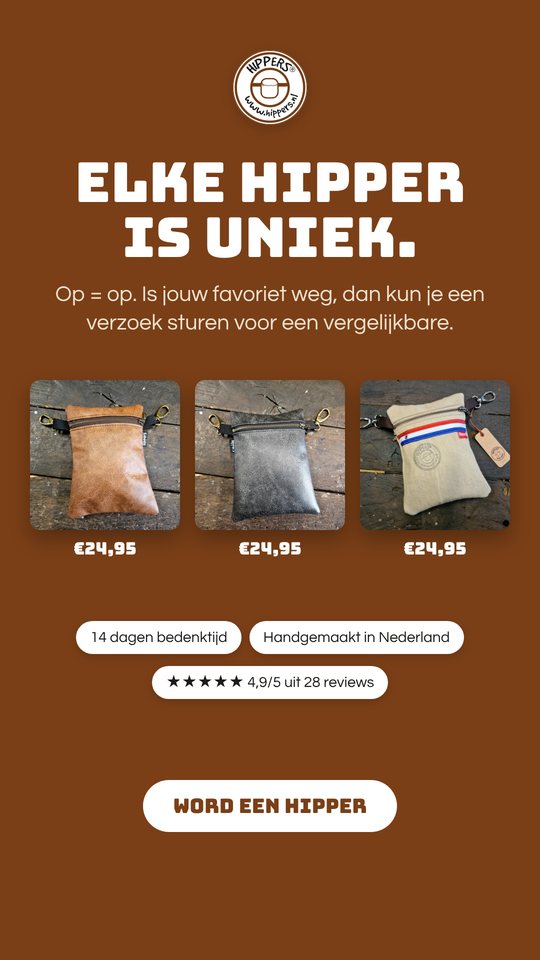 HIPPERS®
www.hippers.nl
ELKE HIPPER
IS UNIEK.
Op = op. Is jouw favoriet weg, dan kun je een
verzoek sturen voor een vergelijkbare.
€24,95 €24,95 €24,95
14 dagen bedenktijd Handgemaakt in Nederland
★★★★★ 4,9/5 uit 28 reviews
WORD EEN HIPPER